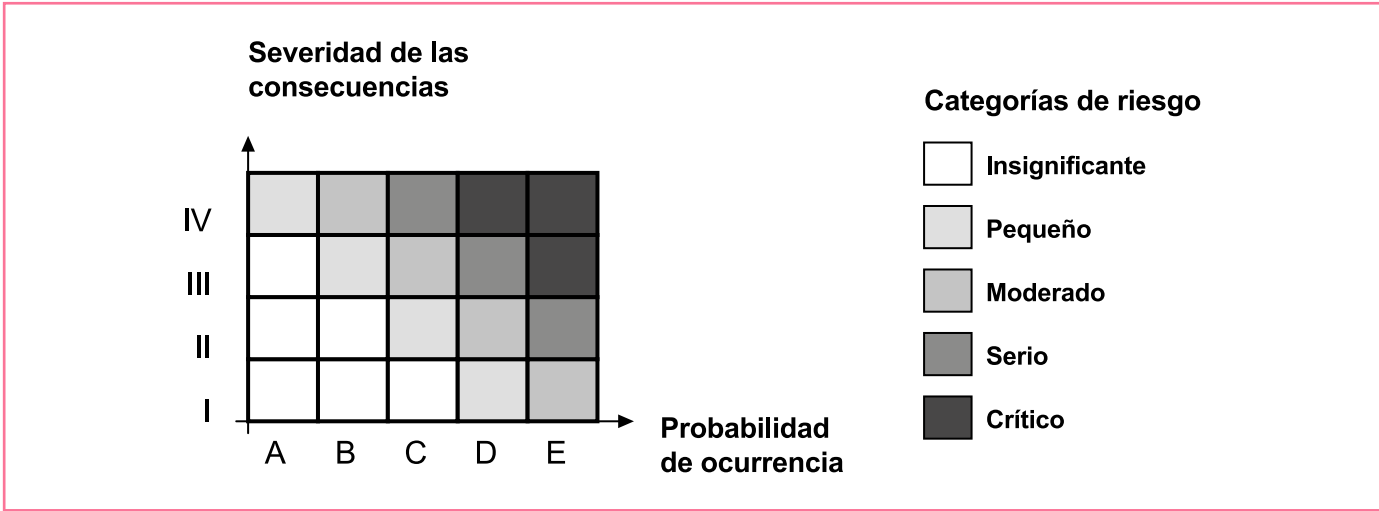 Severidad de las
consecuencias
IV
III
II
I
A B C D E
Probabilidad
de ocurrencia
Categorías de riesgo
Insignificante
Pequeño
Moderado
Serio
Crítico